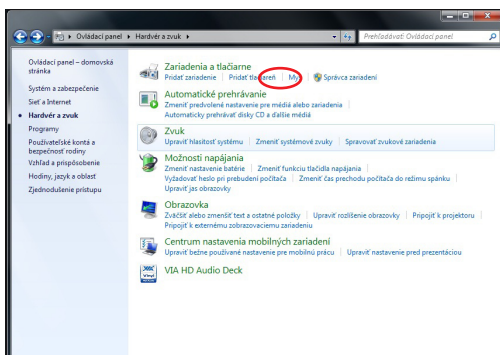 Ovládací panel ▸ Hardvér a zvuk ▸
Prehľadávať: Ovládací panel
Ovládací panel – domovská
stránka
Systém a zabezpečenie
Sieť a Internet
Hardvér a zvuk
Programy
Používateľské kontá a
bezpečnosť rodiny
Vzhľad a prispôsobenie
Hodiny, jazyk a oblasť
Zjednodušenie prístupu
Zariadenia a tlačiarne
Pridať zariadenie | Pridať tlačiareň | Myš | Správca zariadení
Automatické prehrávanie
Zmeniť predvolené nastavenie pre médiá alebo zariadenia
Automaticky prehrávať disky CD a ďalšie médiá
Zvuk
Upraviť hlasitosť systému | Zmeniť systémové zvuky | Spravovať zvukové zariadenia
Možnosti napájania
Zmeniť nastavenie batérie | Zmeniť funkciu tlačidla napájania
Vyžadovať heslo pri prebudení počítača | Zmeniť čas prechodu počítača do režimu spánku
Upraviť jas obrazovky
Obrazovka
Zväčšiť alebo zmenšiť text a ostatné položky | Upraviť rozlíšenie obrazovky | Pripojiť k projektoru
Pripojiť k externému zobrazovaciemu zariadeniu
Centrum nastavenia mobilných zariadení
Upraviť bežne používané nastavenie pre mobilnú prácu | Upraviť nastavenie pred prezentáciou
VIA HD Audio Deck